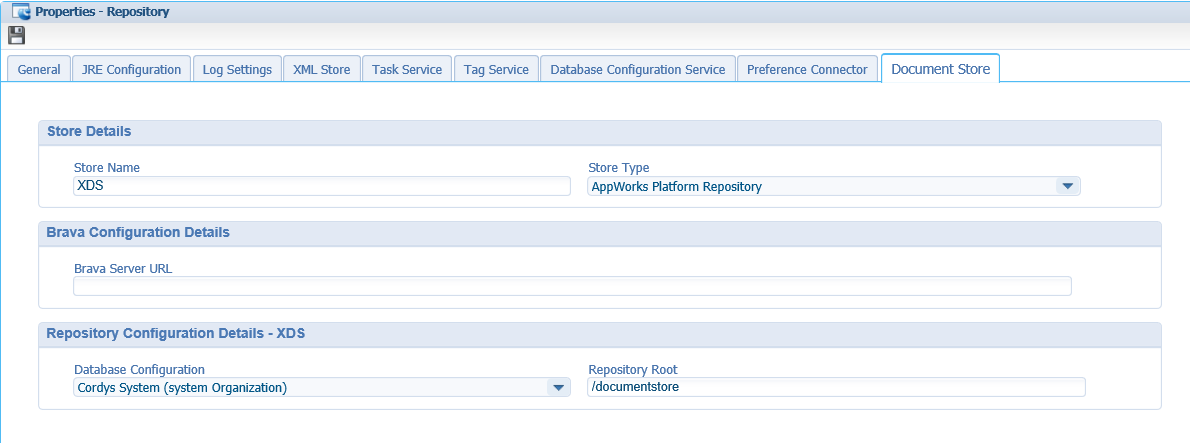 Properties - Repository
General JRE Configuration Log Settings XML Store Task Service Tag Service Database Configuration Service Preference Connector Document Store
Store Details
Store Name Store Type
XDS AppWorks Platform Repository
Brava Configuration Details
Brava Server URL
Repository Configuration Details - XDS
Database Configuration Repository Root
Cordys System (system Organization) /documentstore